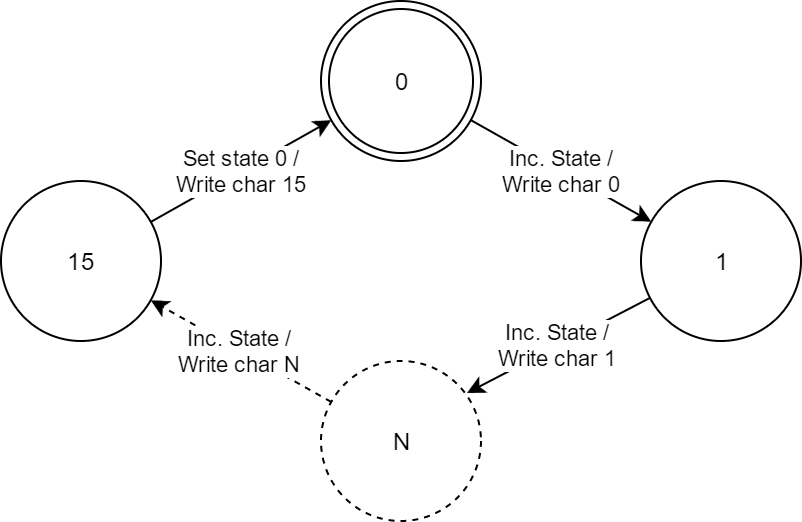 0
Set state 0 /
Write char 15
Inc. State /
Write char 0
15
1
Inc. State /
Write char N
Inc. State /
Write char 1
N